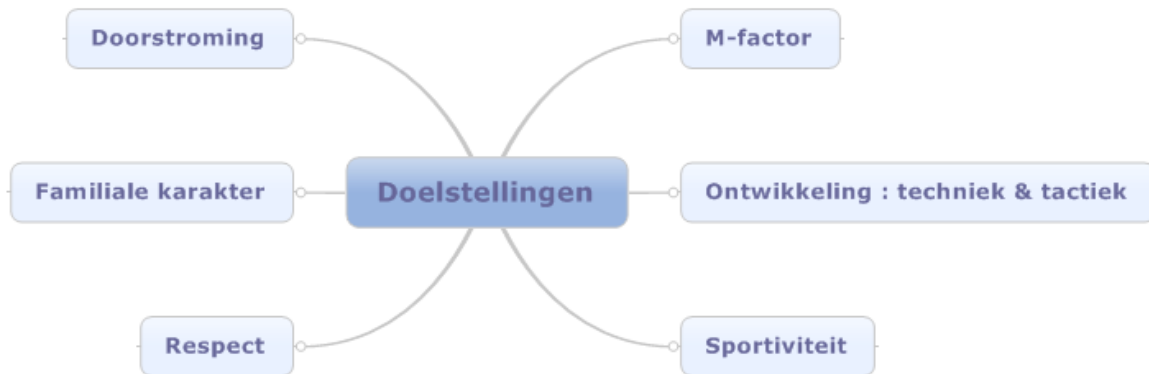 Doorstroming
M-factor
Familiale karakter
Doelstellingen
Ontwikkeling : techniek & tactiek
Respect
Sportiviteit